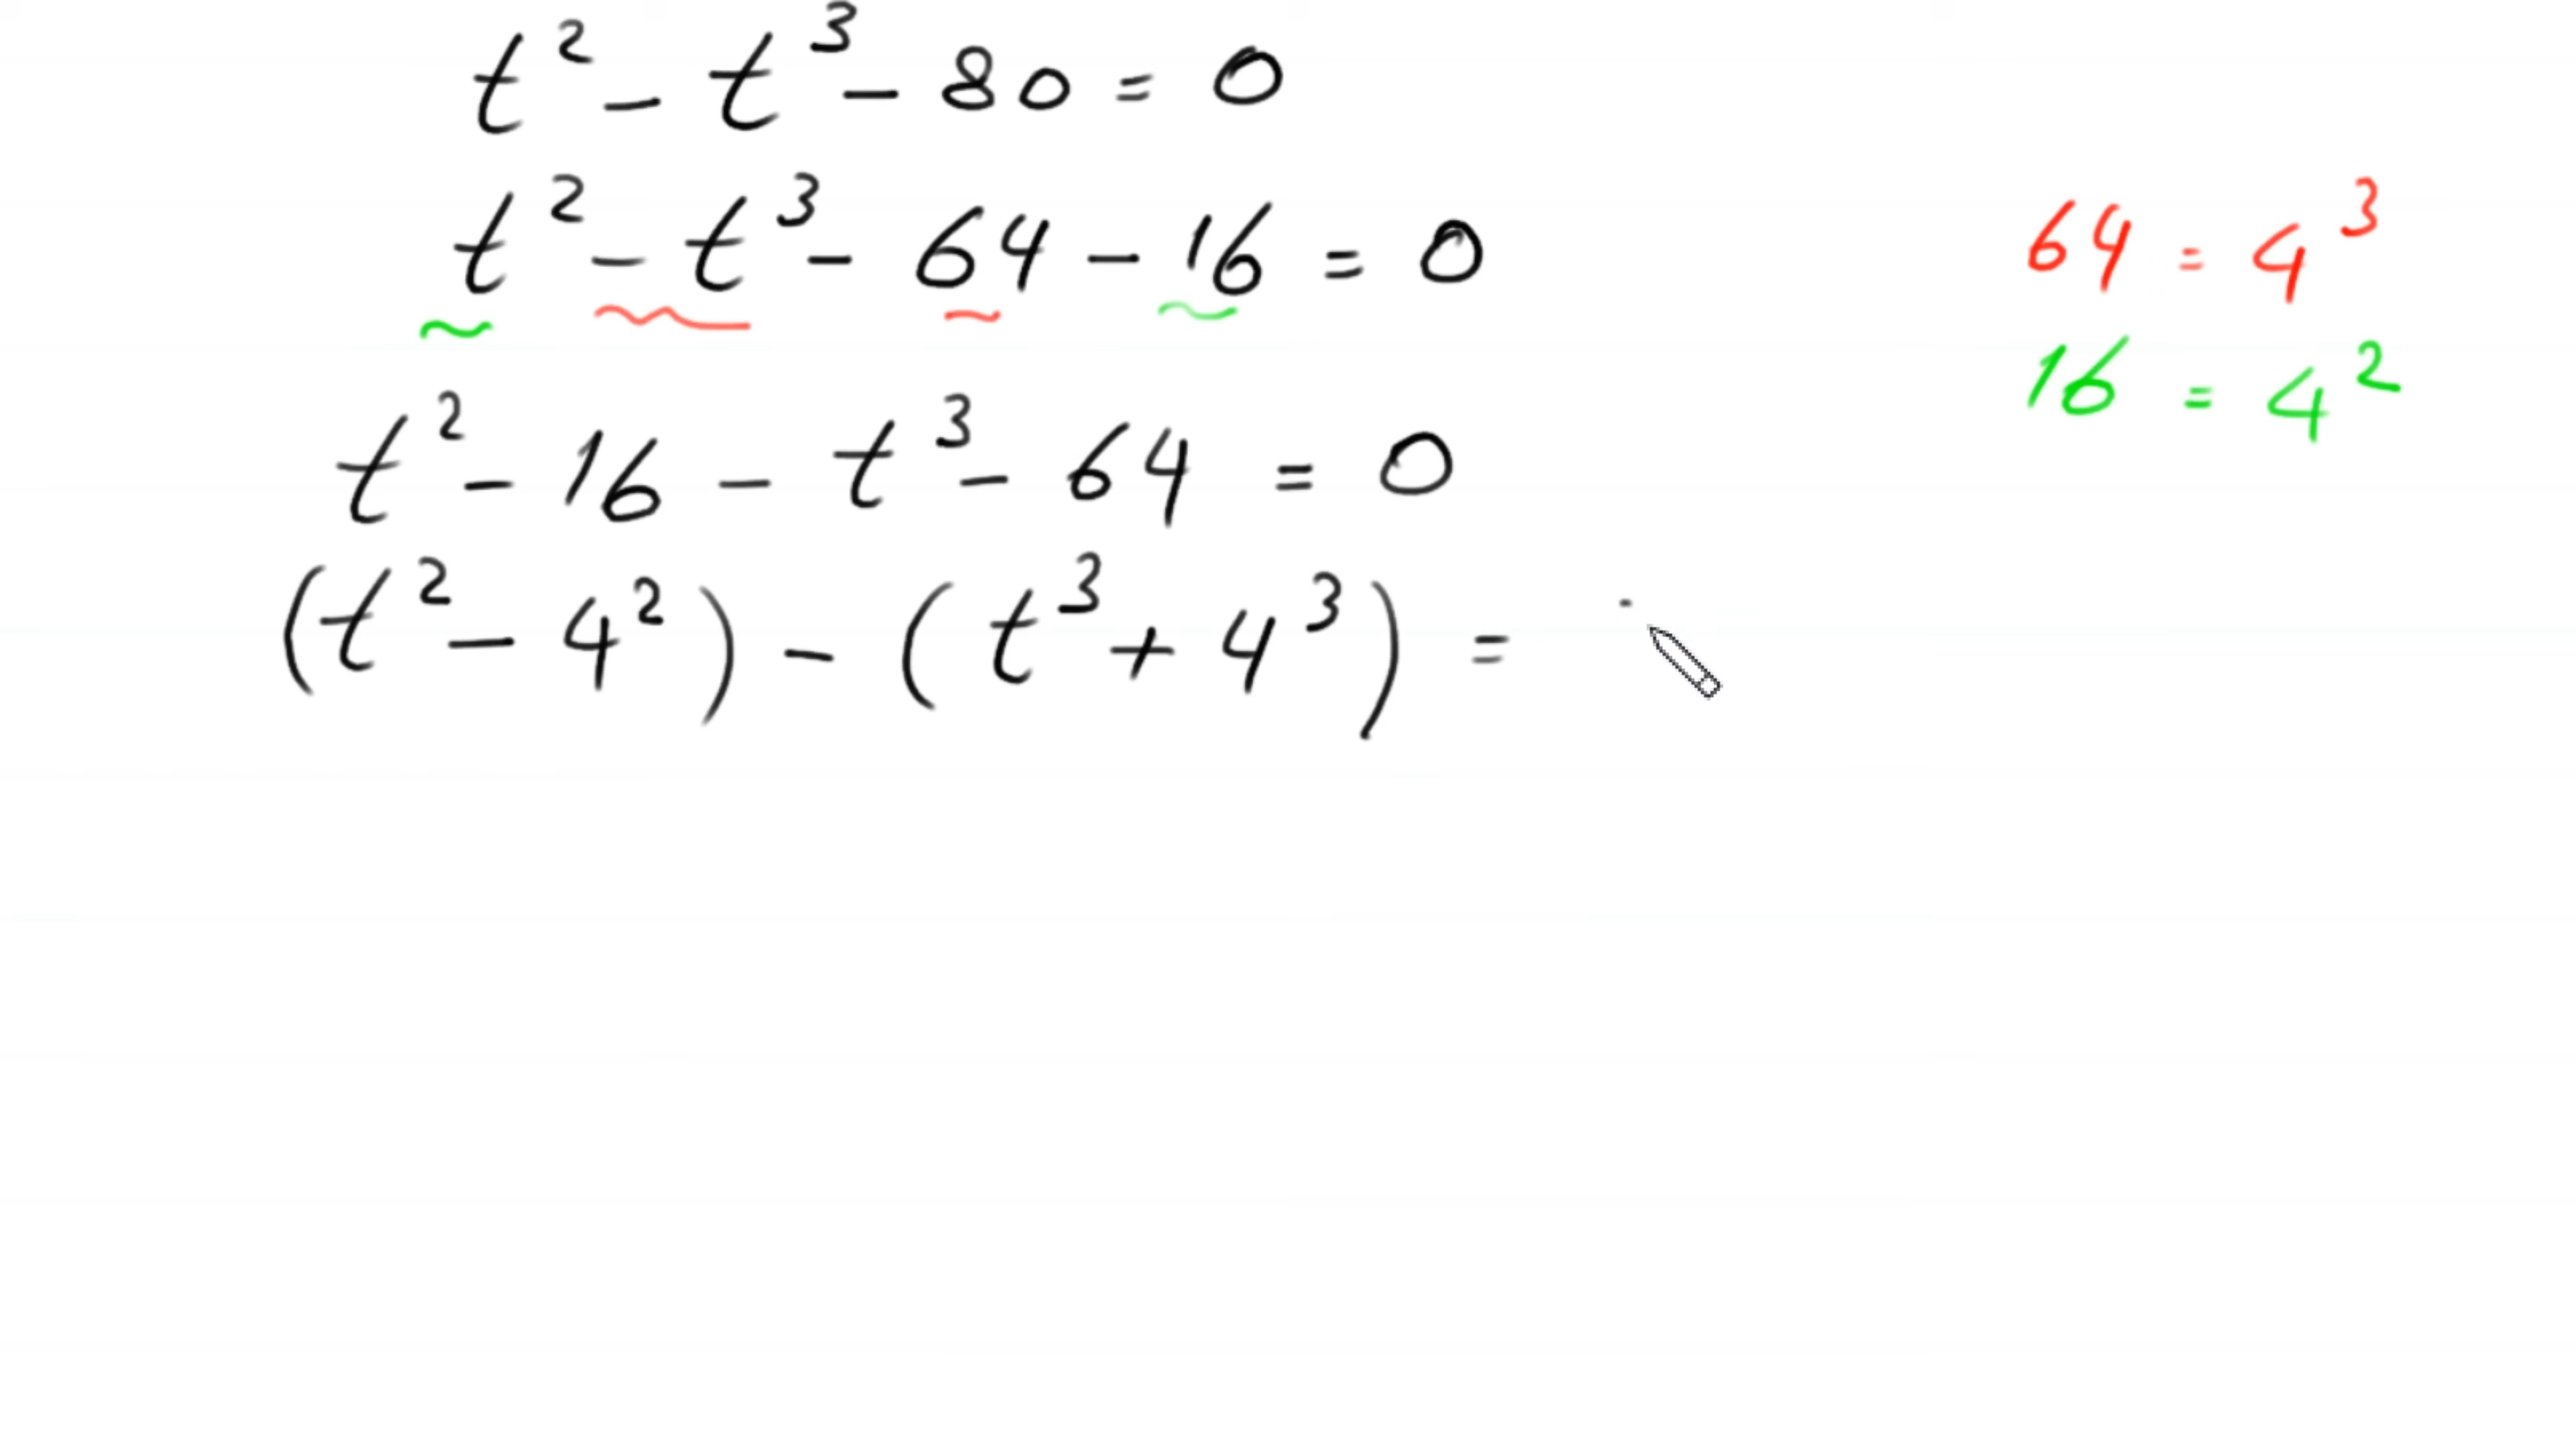 t² - t³ - 80 = 0
t² - t³ - 64 - 16 = 0
64 = 4³
16 = 4²
t² - 16 - t³ - 64 = 0
(t² - 4²) - (t³ + 4³) =